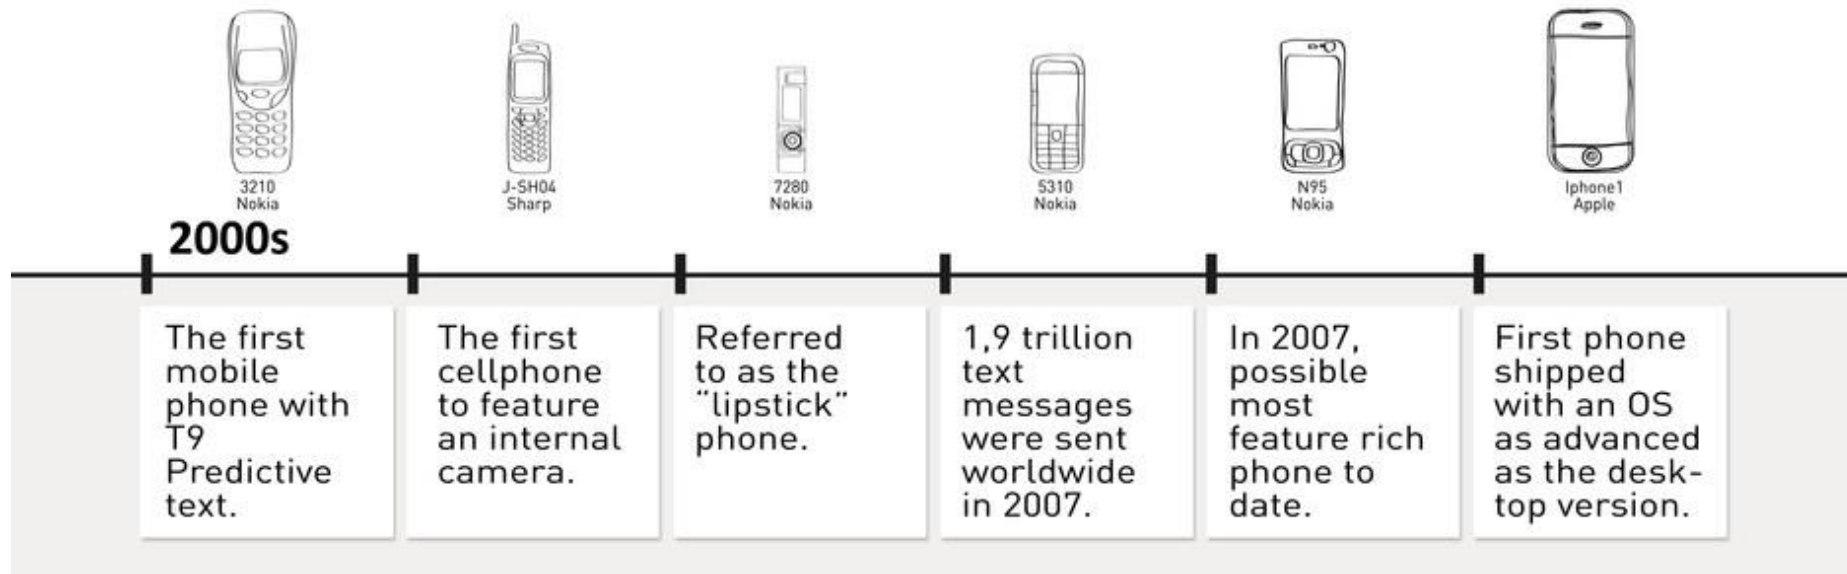 3210
Nokia
J-SH04
Sharp
7280
Nokia
5310
Nokia
N95
Nokia
Iphone1
Apple
2000s
The first
mobile
phone with
T9
Predictive
text.
The first
cellphone
to feature
an internal
camera.
Referred
to as the
“lipstick”
phone.
1,9 trillion
text
messages
were sent
worldwide
in 2007.
In 2007,
possible
most
feature rich
phone to
date.
First phone
shipped
with an OS
as advanced
as the desk-
top version.